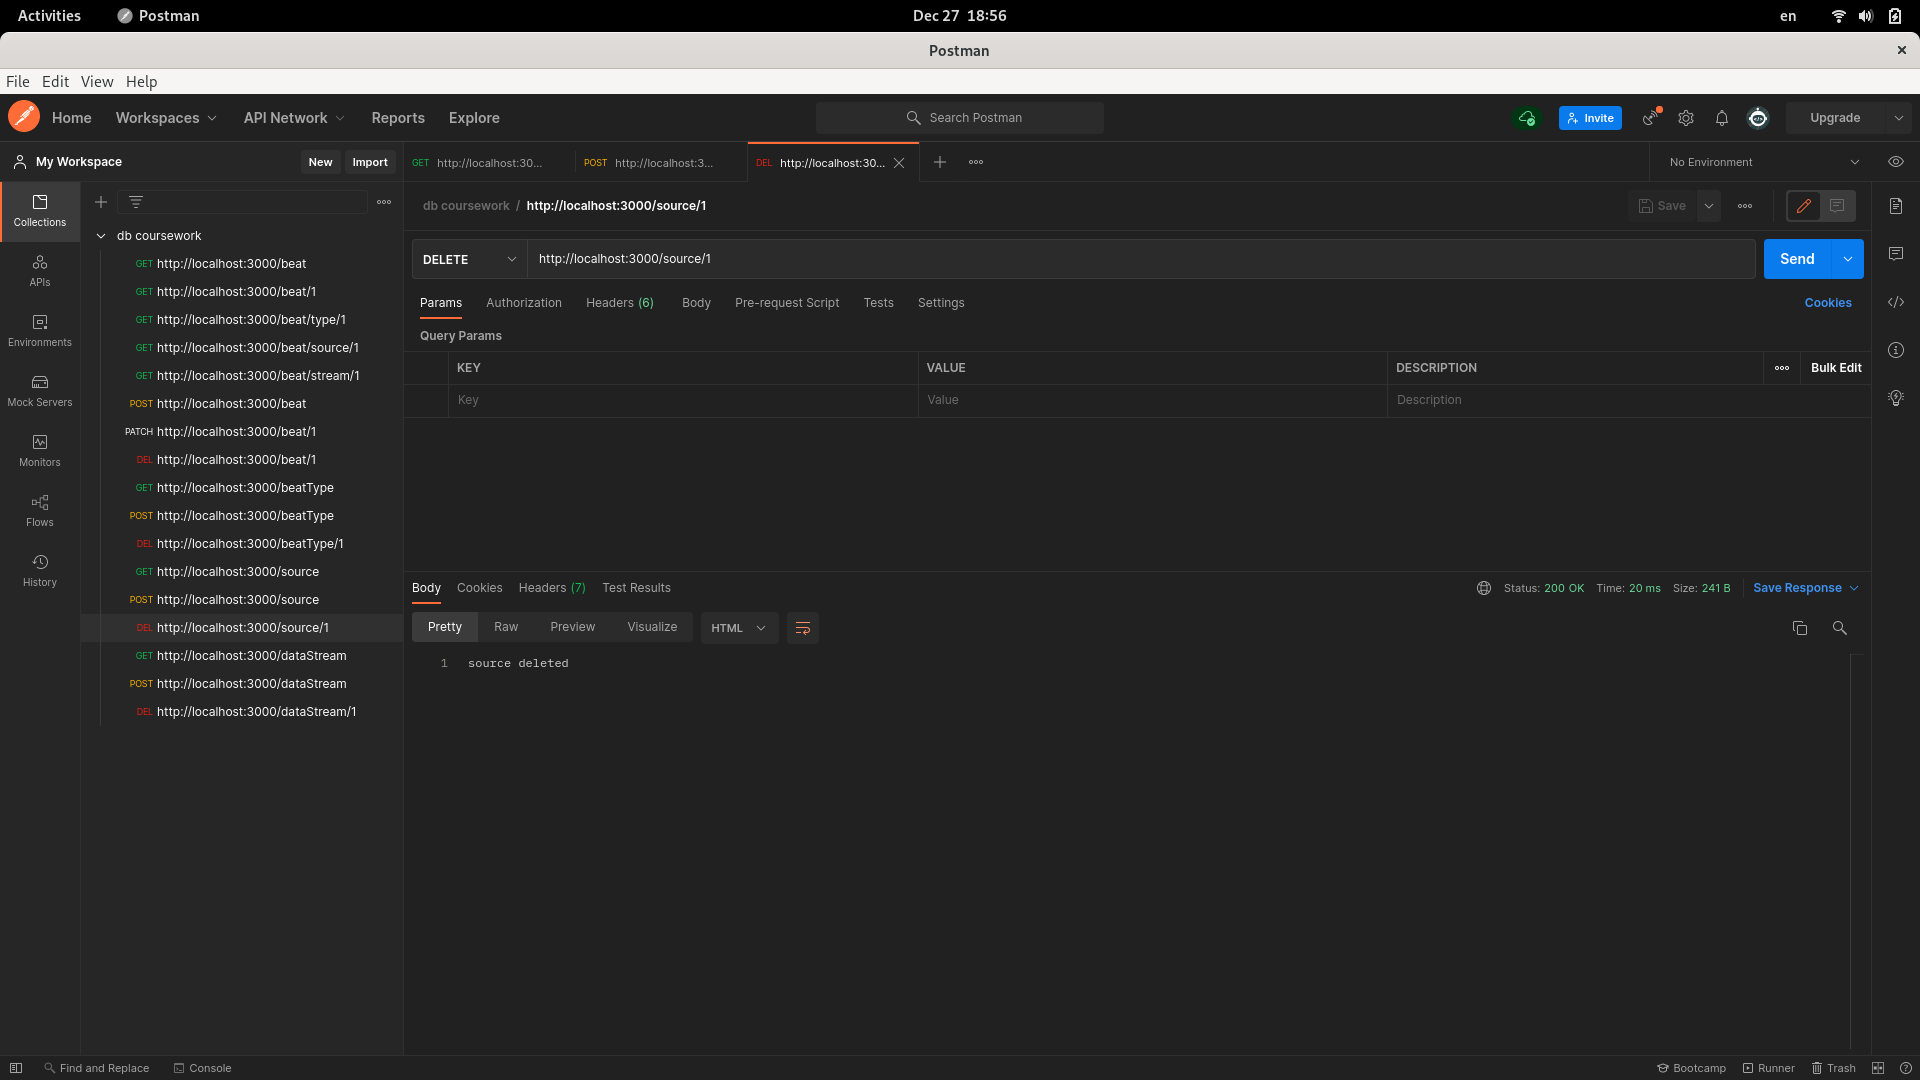 Activities Postman Dec 27 18:56 en
Postman
File Edit View Help
Home Workspaces API Network Reports Explore Search Postman Invite Upgrade
My Workspace New Import GET http://localhost:30... POST http://localhost:3... DEL http://localhost:30... No Environment
db coursework / http://localhost:3000/source/1 Save
DELETE http://localhost:3000/source/1 Send
Params Authorization Headers (6) Body Pre-request Script Tests Settings Cookies
Query Params
KEY VALUE DESCRIPTION Bulk Edit
Key Value Description
Collections
APIs
Environments
Mock Servers
Monitors
Flows
History
db coursework
GET http://localhost:3000/beat
GET http://localhost:3000/beat/1
GET http://localhost:3000/beat/type/1
GET http://localhost:3000/beat/source/1
GET http://localhost:3000/beat/stream/1
POST http://localhost:3000/beat
PATCH http://localhost:3000/beat/1
DEL http://localhost:3000/beat/1
GET http://localhost:3000/beatType
POST http://localhost:3000/beatType
DEL http://localhost:3000/beatType/1
GET http://localhost:3000/source
POST http://localhost:3000/source
DEL http://localhost:3000/source/1
GET http://localhost:3000/dataStream
POST http://localhost:3000/dataStream
DEL http://localhost:3000/dataStream/1
Body Cookies Headers (7) Test Results Status: 200 OK Time: 20 ms Size: 241 B Save Response
Pretty Raw Preview Visualize HTML
1 source deleted
Find and Replace Console Bootcamp Runner Trash